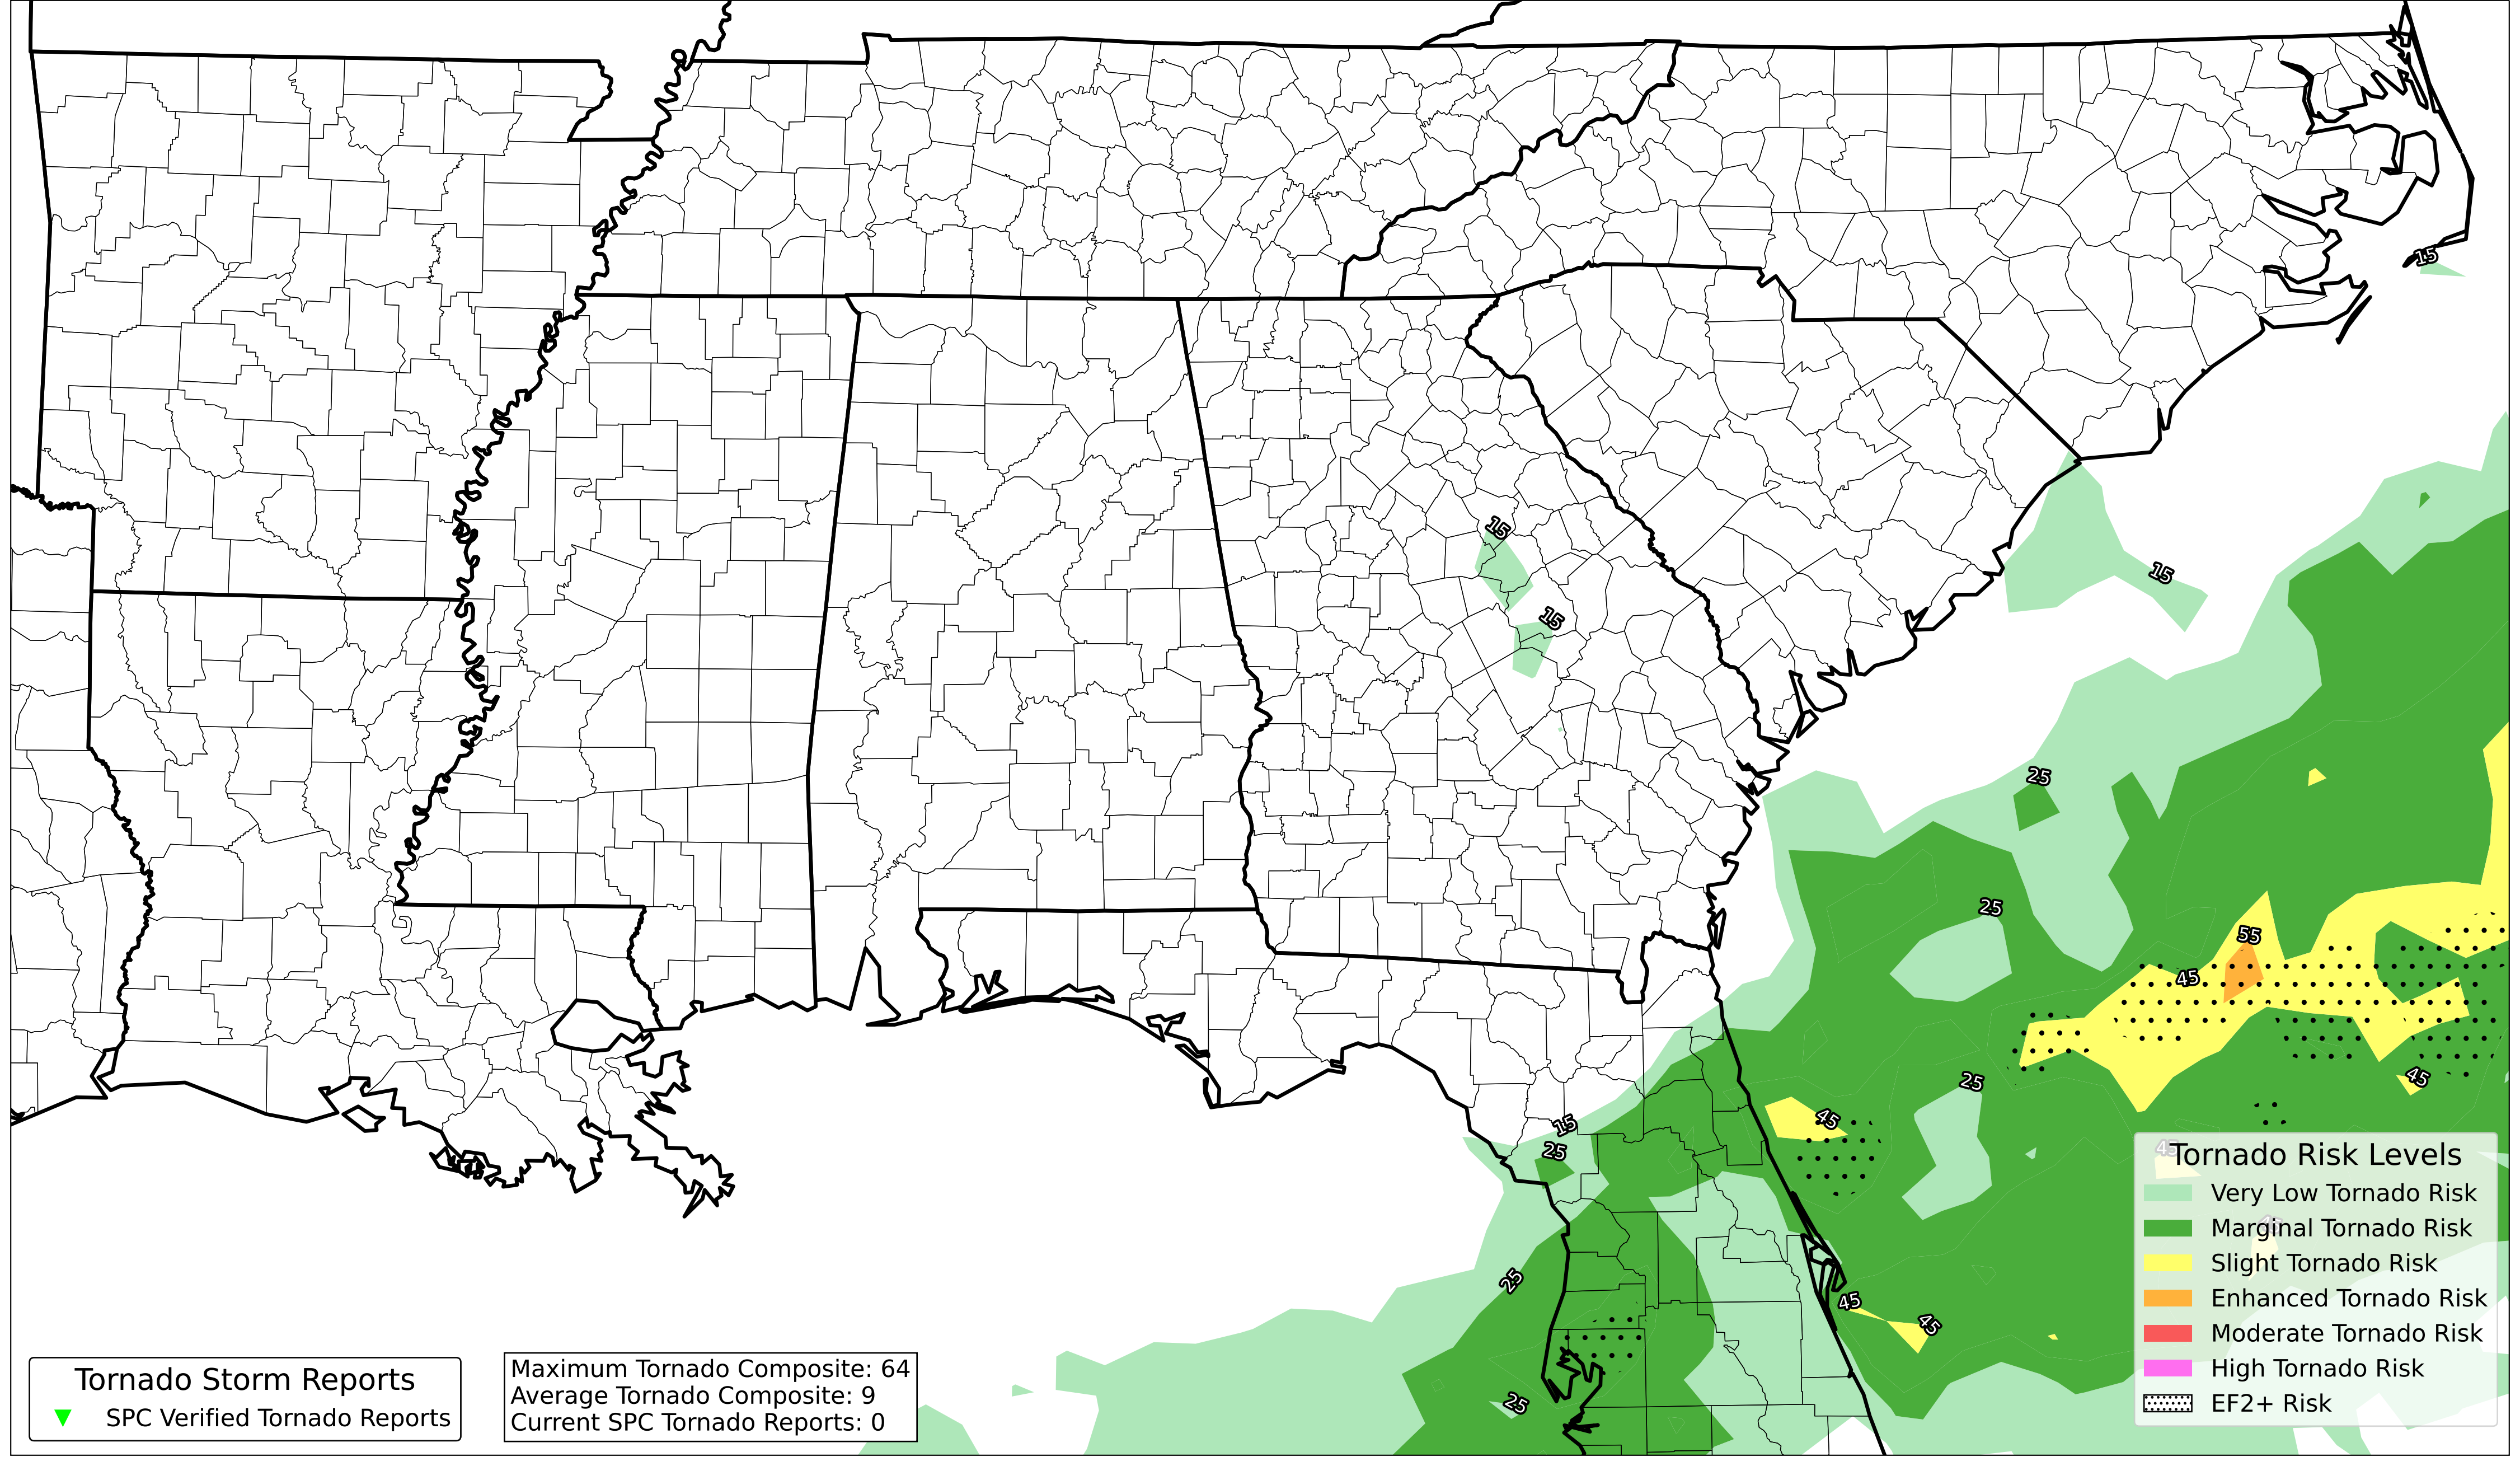 15
15
15
15
25
25
55
45
25
45
45
15
25
25
45
45
25
45
45
Tornado Risk Levels
Very Low Tornado Risk
Marginal Tornado Risk
Slight Tornado Risk
Enhanced Tornado Risk
Moderate Tornado Risk
High Tornado Risk
EF2+ Risk
Tornado Storm Reports
SPC Verified Tornado Reports
Maximum Tornado Composite: 64
Average Tornado Composite: 9
Current SPC Tornado Reports: 0